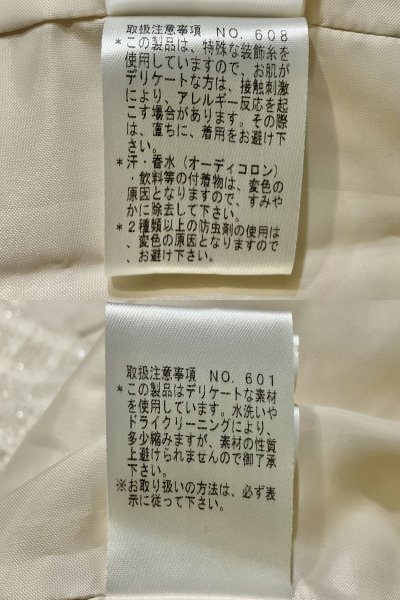 取扱注意事項 NO. 608
*この製品は、特殊な装飾糸を
使用していますので、お肌が
デリケートな方は、接触刺激
により、アレルギー反応を起
こす場合があります。その際
は、直ちに、着用をお避け下
さい。
*汗・香水（オーディコロン）
・飲料等の付着物は、変色の
原因となりますので、すみや
かに除去して下さい。
*２種類以上の防虫剤の使用は
、変色の原因となりますので
、お避け下さい。
取扱注意事項 NO. 601
*この製品はデリケートな素材
を使用しています。水洗いや
ドライクリーニングにより、
多少縮みますが、素材の性質
上避けられませんので御了承
下さい。
※お取り扱いの方法は、必ず表
示に従って下さい。